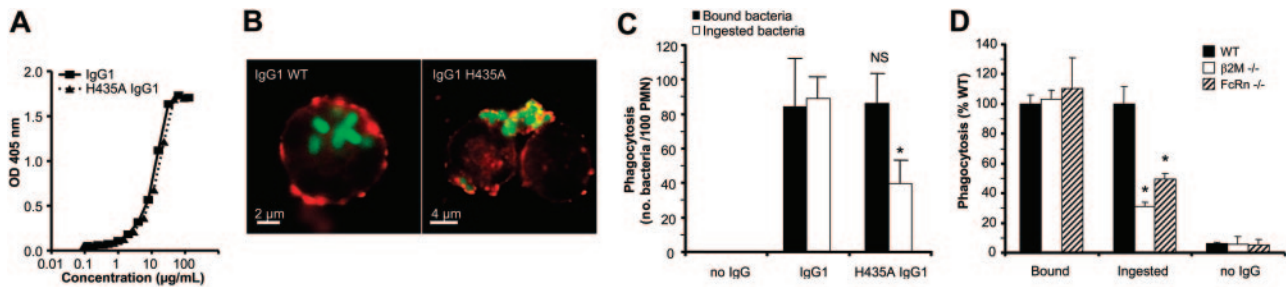 A
IgG1
H435A IgG1
OD 405 nm
2.0
1.5
1.0
0.5
0.0
0.01 0.1 1 10 100
Concentration (µg/mL)
B
IgG1 WT
2 µm
IgG1 H435A
4 µm
C
Bound bacteria
Ingested bacteria
Phagocytosis
(no. bacteria /100 PMN)
120
100
80
60
40
20
0
NS
*
no IgG IgG1 H435A IgG1
D
WT
β2M -/-
FcRn -/-
Phagocytosis (% WT)
140
120
100
80
60
40
20
0
*
*
Bound Ingested no IgG